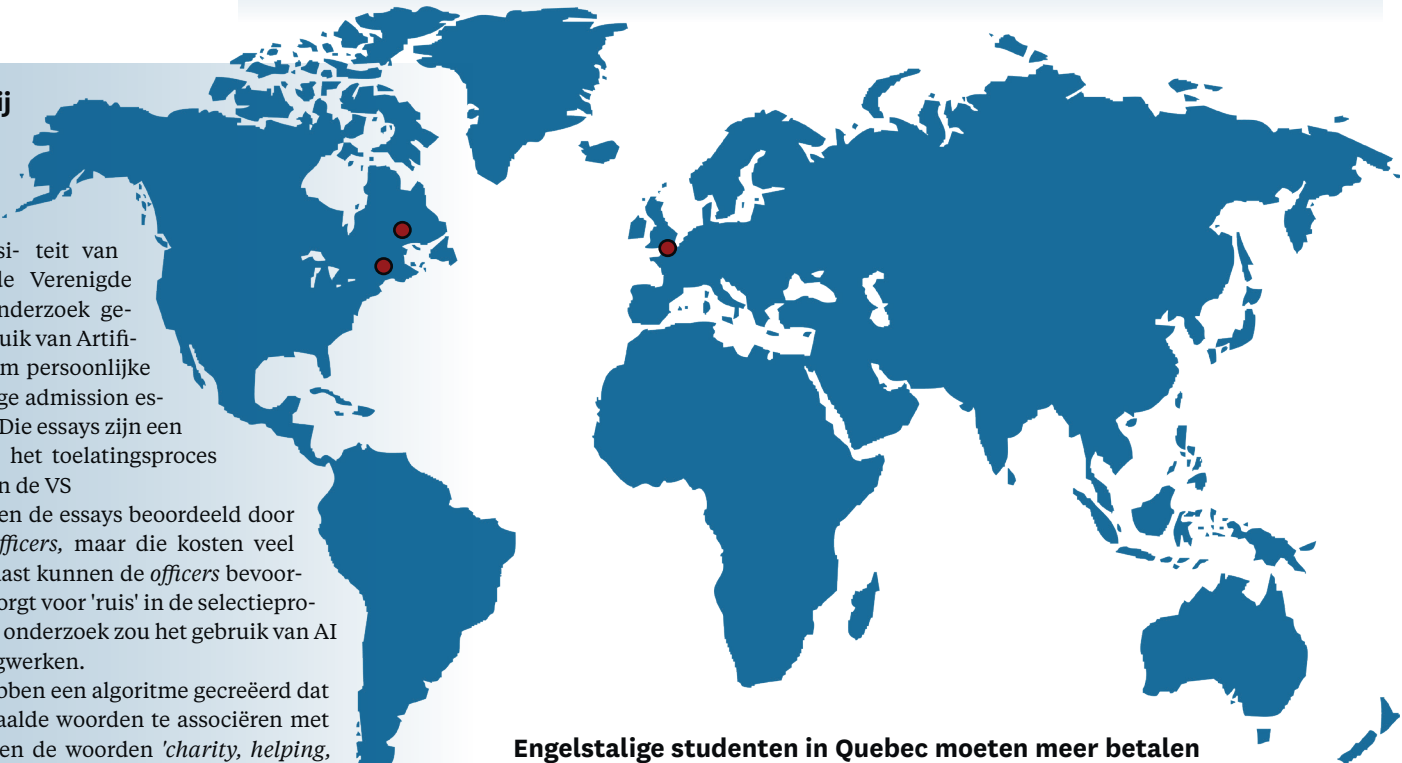 ij
si- teit van
de Verenigde
nderzoek ge-
uik van Artifi-
m persoonlijke
ge admission es-
Die essays zijn een
het toelatingsproces
n de VS
en de essays beoordeeld door
fficers, maar die kosten veel
ast kunnen de officers bevoor-
orgt voor 'ruis' in de selectiepro-
onderzoek zou het gebruik van AI
gwerken.
bben een algoritme gecreëerd dat
aalde woorden te associëren met
en de woorden 'charity, helping,
Engelstalige studenten in Quebec moeten meer betalen